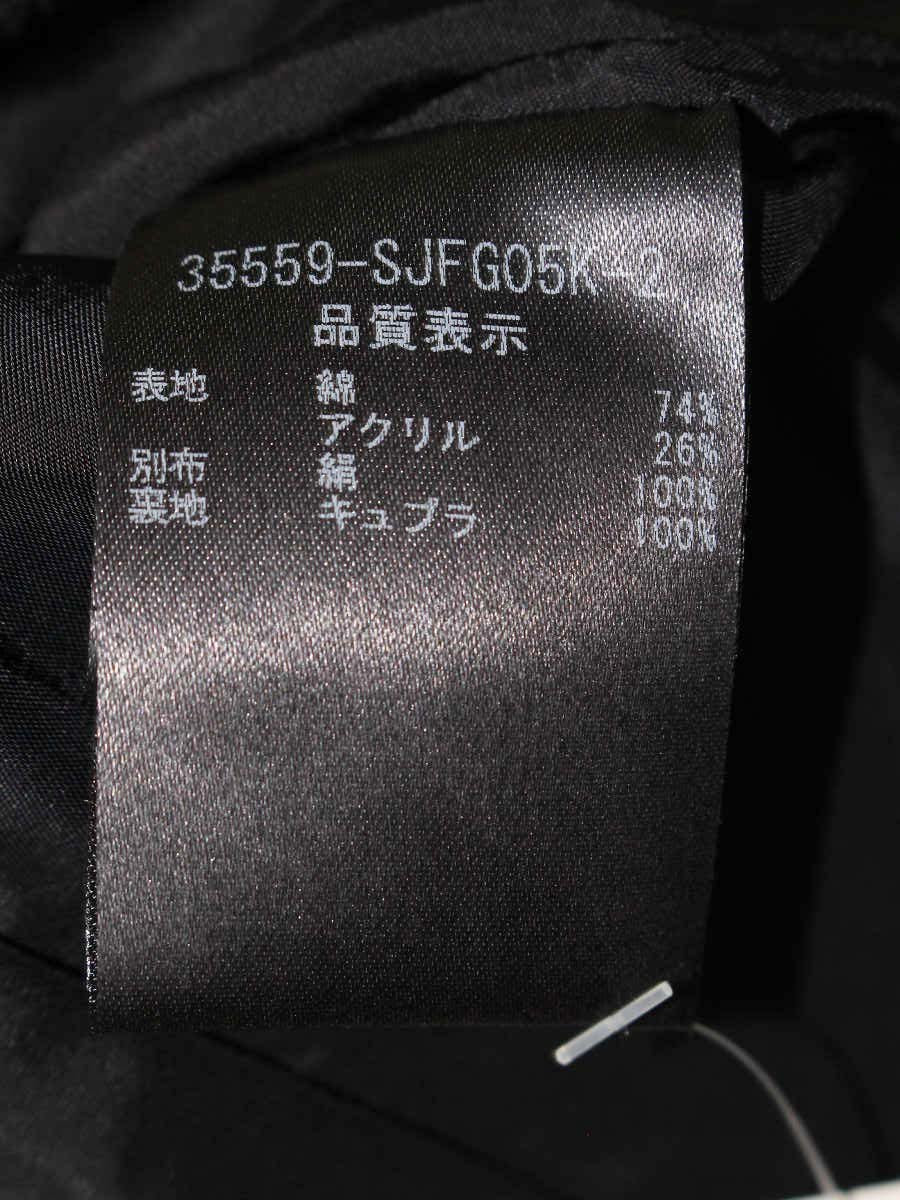 35559-SJFG05K-2
品質表示
表地 綿 74%
アクリル 26%
別布 絹 100%
裏地 キュプラ 100%